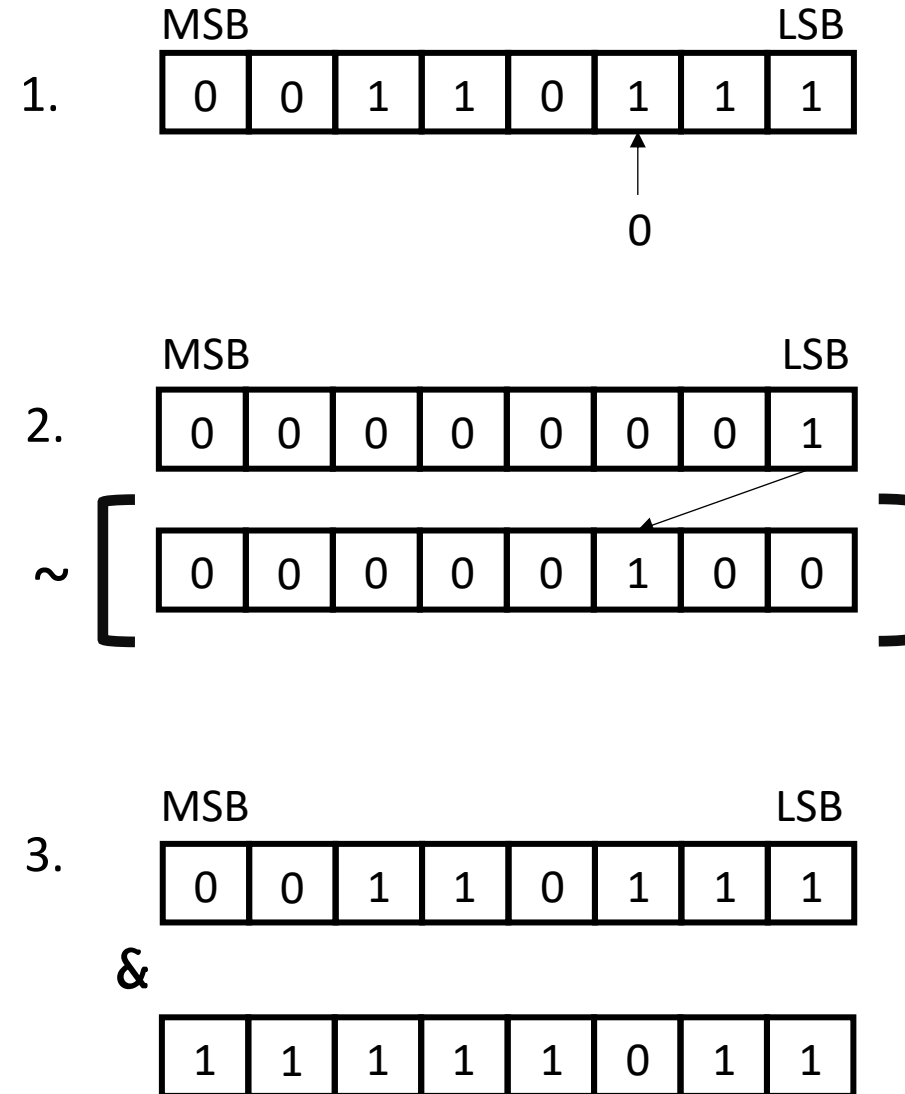 MSB LSB
1. 0 0 1 1 0 1 1 1
0
MSB LSB
2. 0 0 0 0 0 0 0 1
~ [ 0 0 0 0 0 1 0 0 ]
MSB LSB
3. 0 0 1 1 0 1 1 1
&
1 1 1 1 1 0 1 1